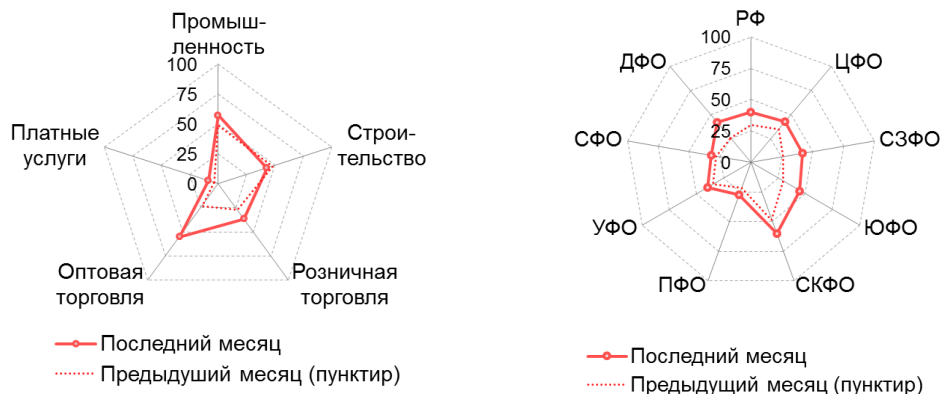 Промыш-
ленность
100
75
50
25
0
Платные
услуги
Строи-
тельство
Оптовая
торговля
Розничная
торговля
Последний месяц
Предыдуший месяц (пунктир)
РФ
100
75
50
25
0
ДФО
ЦФО
СФО
СЗФО
УФО
ЮФО
ПФО
СКФО
Последний месяц
Предыдущий месяц (пунктир)